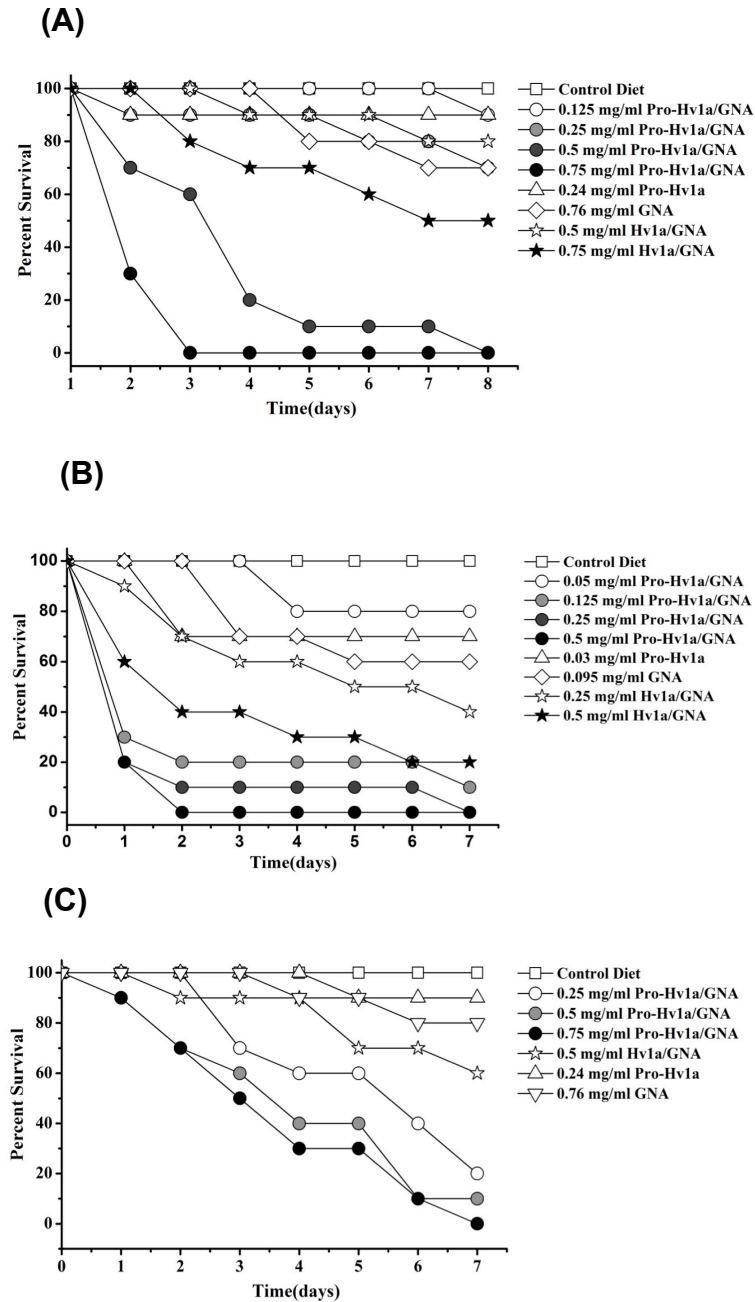 (A)
Percent Survival
100
80
60
40
20
0
1 2 3 4 5 6 7 8
Time(days)
Control Diet
0.125 mg/ml Pro-Hv1a/GNA
0.25 mg/ml Pro-Hv1a/GNA
0.5 mg/ml Pro-Hv1a/GNA
0.75 mg/ml Pro-Hv1a/GNA
0.24 mg/ml Pro-Hv1a
0.76 mg/ml GNA
0.5 mg/ml Hv1a/GNA
0.75 mg/ml Hv1a/GNA
(B)
Percent Survival
100
80
60
40
20
0
0 1 2 3 4 5 6 7
Time(days)
Control Diet
0.05 mg/ml Pro-Hv1a/GNA
0.125 mg/ml Pro-Hv1a/GNA
0.25 mg/ml Pro-Hv1a/GNA
0.5 mg/ml Pro-Hv1a/GNA
0.03 mg/ml Pro-Hv1a
0.095 mg/ml GNA
0.25 mg/ml Hv1a/GNA
0.5 mg/ml Hv1a/GNA
(C)
Percent Survival
100
80
60
40
20
0
0 1 2 3 4 5 6 7
Time(days)
Control Diet
0.25 mg/ml Pro-Hv1a/GNA
0.5 mg/ml Pro-Hv1a/GNA
0.75 mg/ml Pro-Hv1a/GNA
0.5 mg/ml Hv1a/GNA
0.24 mg/ml Pro-Hv1a
0.76 mg/ml GNA